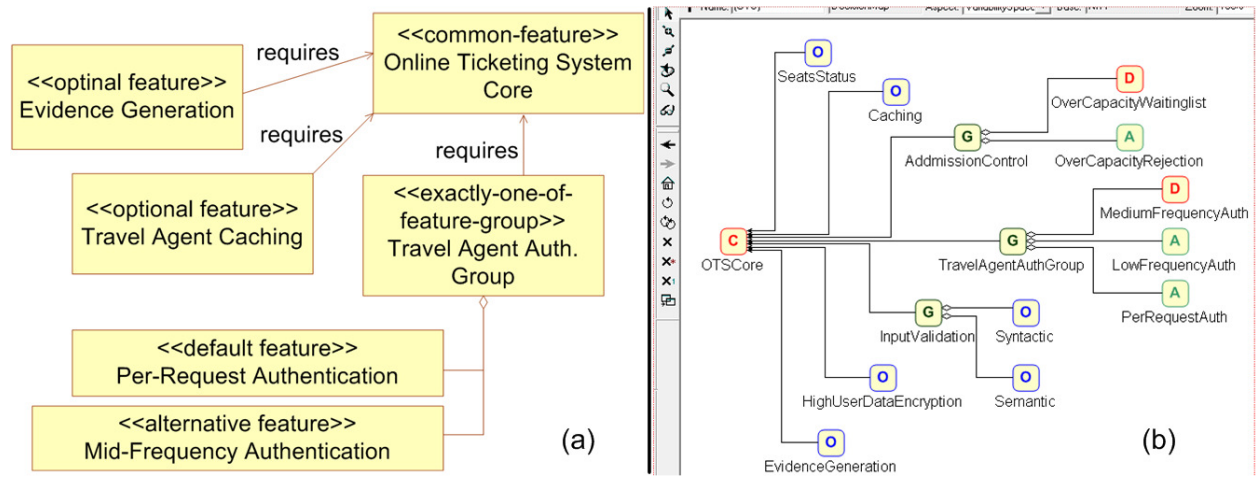 <<optinal feature>>
Evidence Generation
requires
<<common-feature>>
Online Ticketing System
Core
requires
<<optional feature>>
Travel Agent Caching
requires
<<exactly-one-of-
feature-group>>
Travel Agent Auth.
Group
<<default feature>>
Per-Request Authentication
<<alternative feature>>
Mid-Frequency Authentication
(a)
O
SeatsStatus
O
Caching
D
OverCapacityWaitinglist
G
AddmissionControl
A
OverCapacityRejection
D
MediumFrequencyAuth
C
OTSCore
G
TravelAgentAuthGroup
A
LowFrequencyAuth
A
PerRequestAuth
G
InputValidation
O
Syntactic
O
HighUserDataEncryption
O
Semantic
O
EvidenceGeneration
(b)